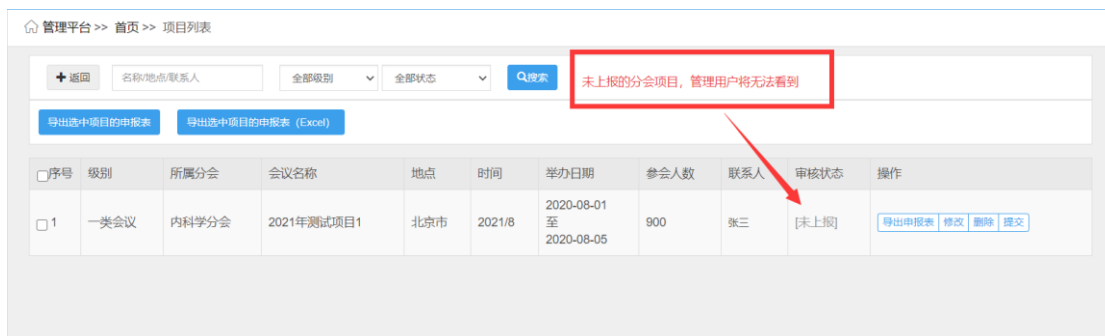 管理平台>> 首页>> 项目列表
返回 名称/地点/联系人 全部级别 全部状态 搜索
未上报的分会项目，管理用户将无法看到
导出选中项目的申报表 导出选中项目的申报表 (Excel)
序号 级别 所属分会 会议名称 地点 时间 举办日期 参会人数 联系人 审核状态 操作
1 一类会议 内科学分会 2021年测试项目1 北京市 2021/8 2020-08-01 至 2020-08-05 900 张三 [未上报] 导出申报表 修改 删除 提交